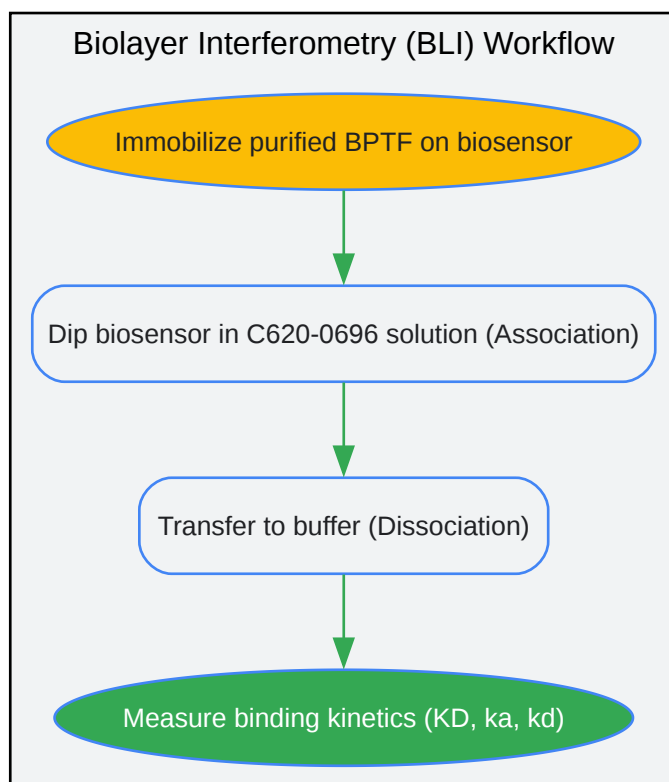 Biolayer Interferometry (BLI) Workflow
Immobilize purified BPTF on biosensor
Dip biosensor in C620-0696 solution (Association)
Transfer to buffer (Dissociation)
Measure binding kinetics (KD, ka, kd)